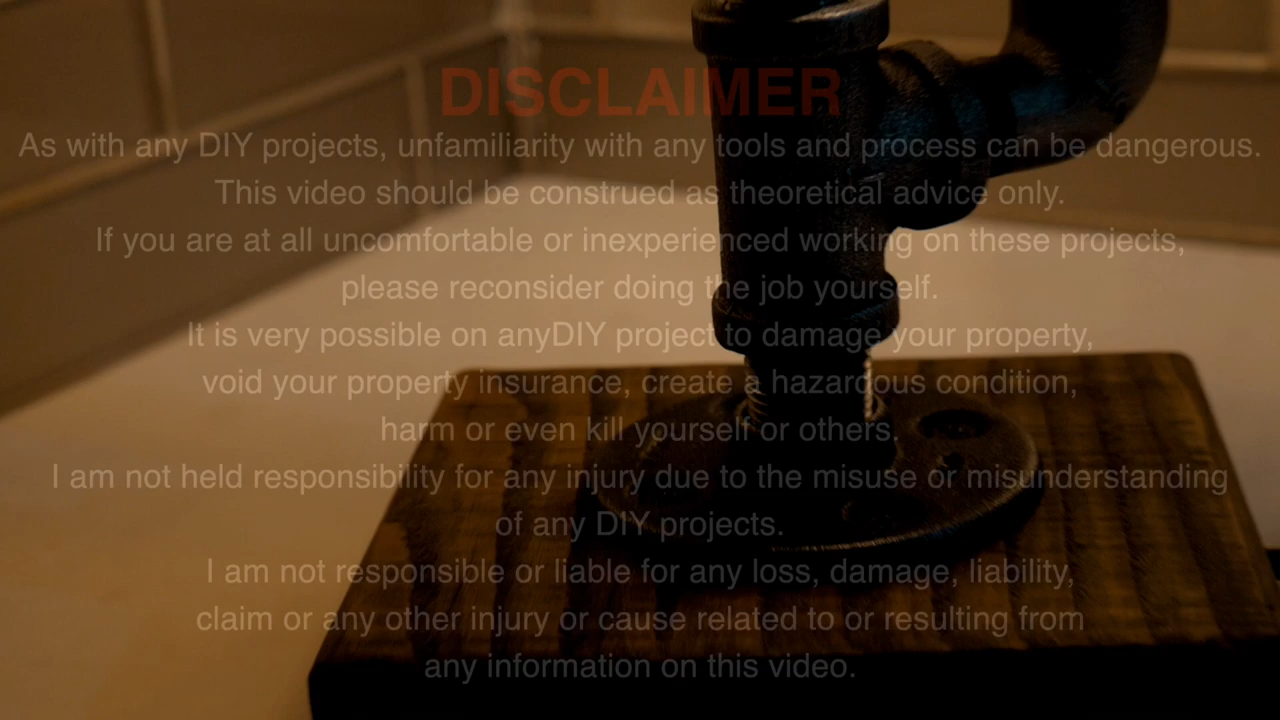 DISCLAIMER
As with any DIY projects, unfamiliarity with any tools and process can be dangerous.
This video should be construed as theoretical advice only.
If you are at all uncomfortable or inexperienced working on these projects,
please reconsider doing the job yourself.
It is very possible on anyDIY project to damage your property,
void your property insurance, create a hazardous condition,
harm or even kill yourself or others.
I am not held responsibility for any injury due to the misuse or misunderstanding
of any DIY projects.
I am not responsible or liable for any loss, damage, liability,
claim or any other injury or cause related to or resulting from
any information on this video.